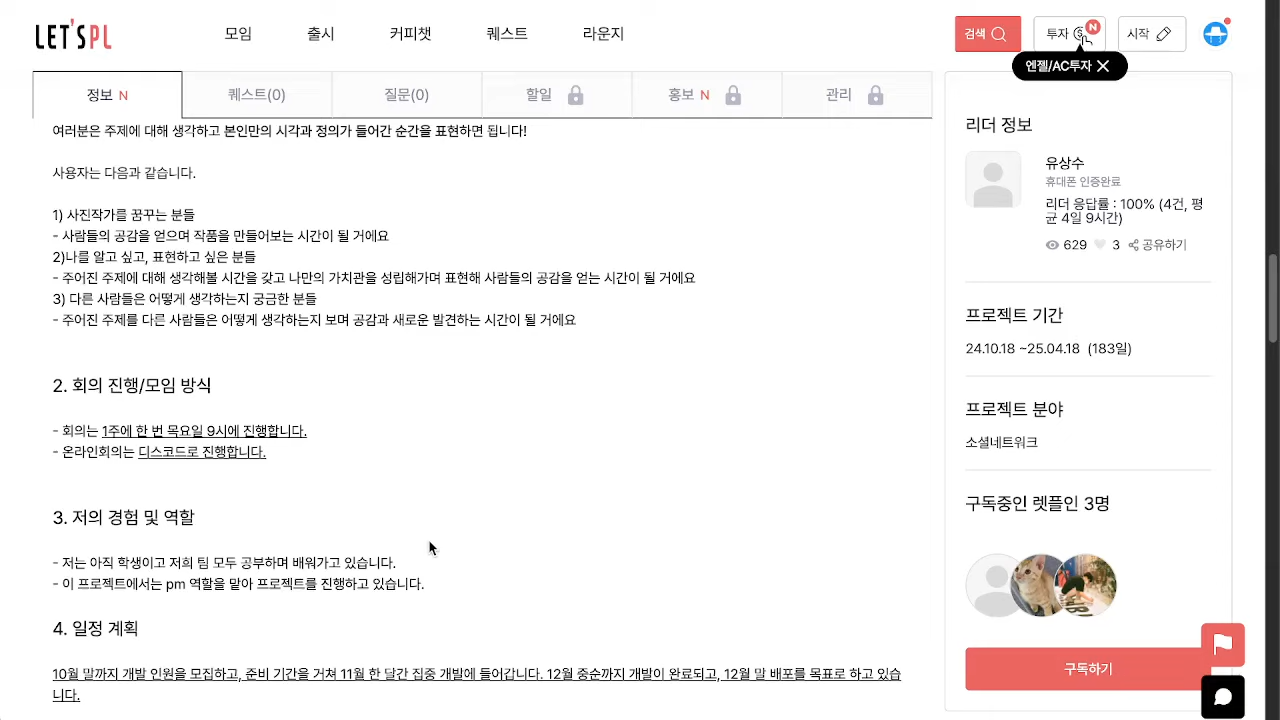 LET'SPL
모임
출시
커피챗
퀘스트
라운지
검색
투자
N
시작
엔젤/AC투자
정보 N
퀘스트(0)
질문(0)
할일
홍보 N
관리
여러분은 주제에 대해 생각하고 본인만의 시각과 정의가 들어간 순간을 표현하면 됩니다!
사용자는 다음과 같습니다.
1) 사진작가를 꿈꾸는 분들
- 사람들의 공감을 얻으며 작품을 만들어보는 시간이 될 거에요
2)나를 알고 싶고, 표현하고 싶은 분들
- 주어진 주제에 대해 생각해볼 시간을 갖고 나만의 가치관을 성립해가며 표현해 사람들의 공감을 얻는 시간이 될 거에요
3) 다른 사람들은 어떻게 생각하는지 궁금한 분들
- 주어진 주제를 다른 사람들은 어떻게 생각하는지 보며 공감과 새로운 발견하는 시간이 될 거에요
2. 회의 진행/모임 방식
- 회의는 1주에 한 번 목요일 9시에 진행합니다.
- 온라인회의는 디스코드로 진행합니다.
3. 저의 경험 및 역할
- 저는 아직 학생이고 저희 팀 모두 공부하며 배워가고 있습니다.
- 이 프로젝트에서는 pm 역할을 맡아 프로젝트를 진행하고 있습니다.
4. 일정 계획
10월 말까지 개발 인원을 모집하고, 준비 기간을 거쳐 11월 한 달간 집중 개발에 들어갑니다. 12월 중순까지 개발이 완료되고, 12월 말 배포를 목표로 하고 있습
니다.
리더 정보
유상수
휴대폰 인증완료
리더 응답률 : 100% (4건, 평
균 4일 9시간)
629 3 공유하기
프로젝트 기간
24.10.18 ~25.04.18 (183일)
프로젝트 분야
소셜네트워크
구독중인 렛플인 3명
구독하기